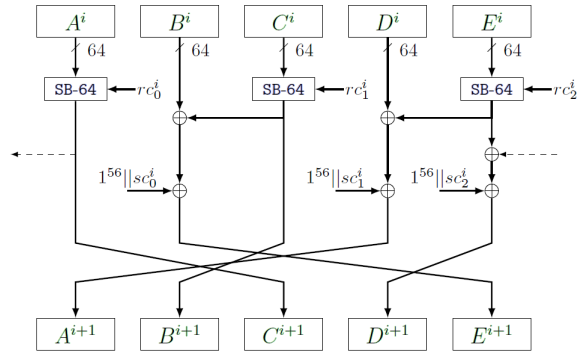 A^i B^i C^i D^i E^i
64 64 64 64 64
SB-64 rc_0^i SB-64 rc_1^i SB-64 rc_2^i
1^56||sc_0^i 1^56||sc_1^i 1^56||sc_2^i
A^{i+1} B^{i+1} C^{i+1} D^{i+1} E^{i+1}